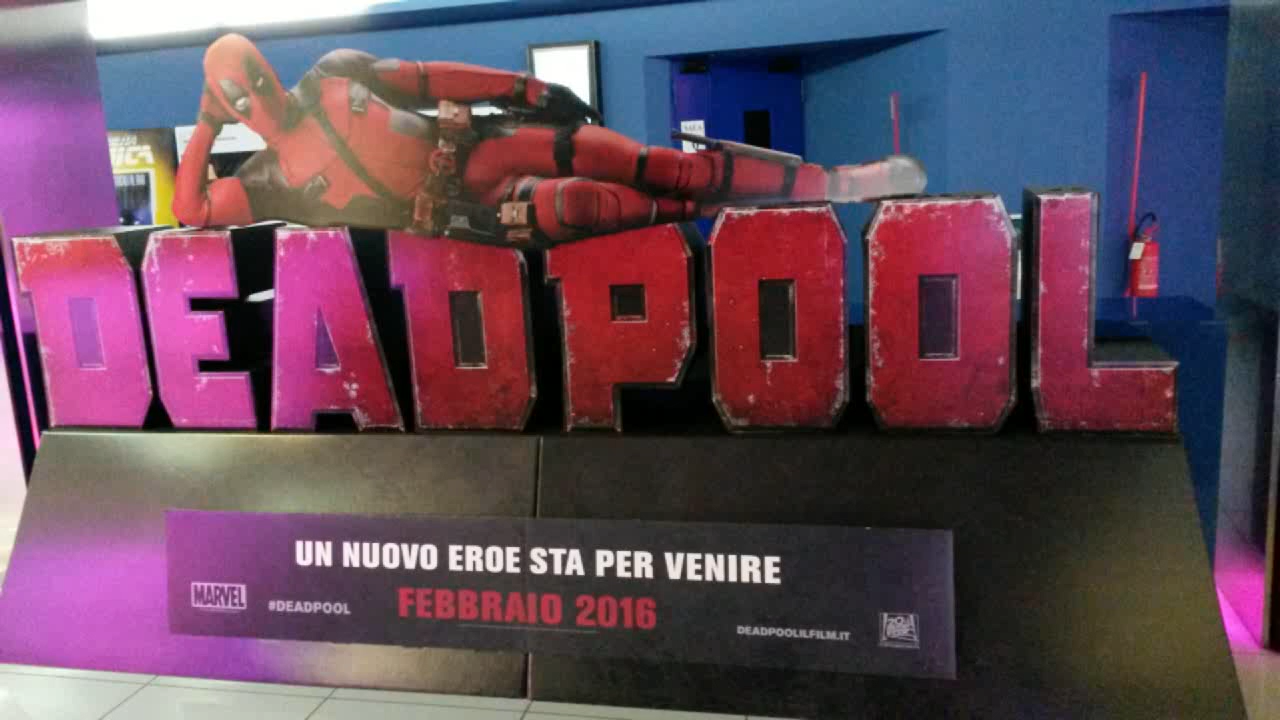 DEADPOOL
UN NUOVO EROE STA PER VENIRE
MARVEL
#DEADPOOL
FEBBRAIO 2016
DEADPOOLILFILM.IT